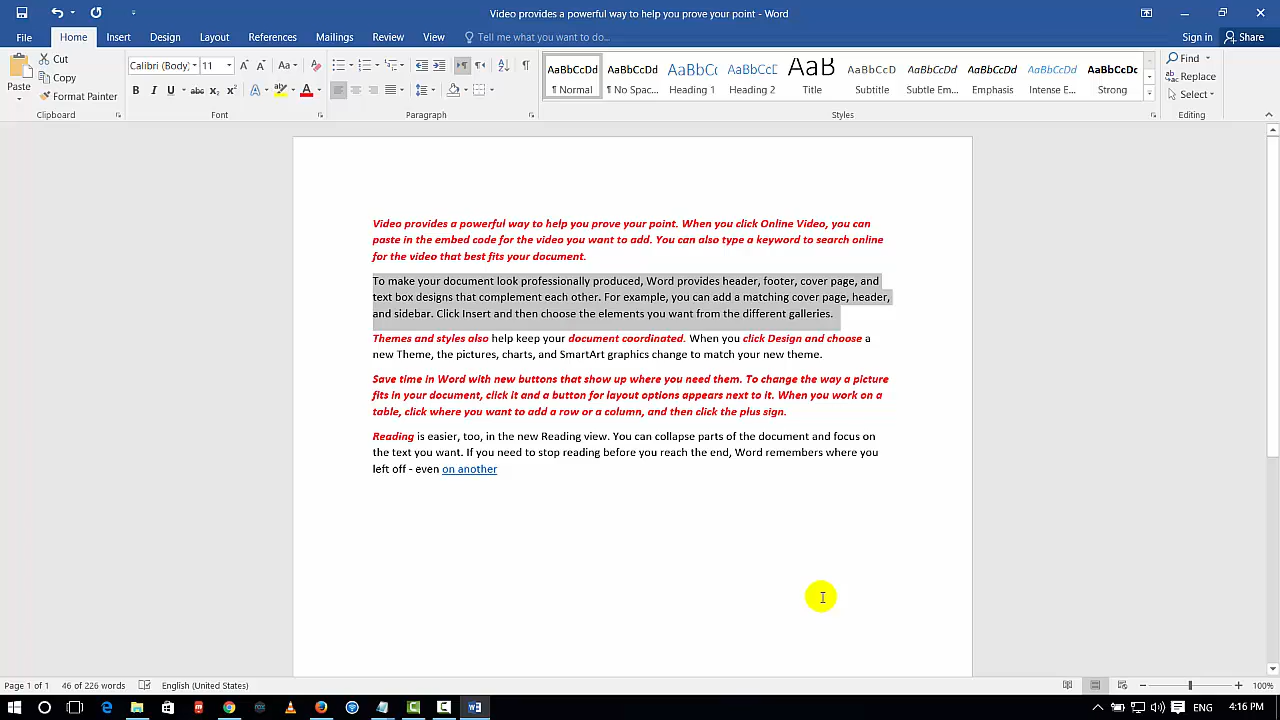 Video provides a powerful way to help you prove your point - Word
File Home Insert Design Layout References Mailings Review View Tell me what you want to do... Sign in Share
Paste Cut Copy Format Painter
Clipboard
Calibri (Body) 11 Aa
B I U abc x₂ x² A A
Font
Paragraph
AaBbCcDd AaBbCcDd AaBbCc AaBbCcC AaB AaBbCcD AaBbCcDd AaBbCcDd AaBbCcDd AaBbCcDc
¶ Normal ¶ No Spac... Heading 1 Heading 2 Title Subtitle Subtle Em... Emphasis Intense E... Strong
Styles
Find
Replace
Select
Editing
Video provides a powerful way to help you prove your point. When you click Online Video, you can
paste in the embed code for the video you want to add. You can also type a keyword to search online
for the video that best fits your document.
To make your document look professionally produced, Word provides header, footer, cover page, and
text box designs that complement each other. For example, you can add a matching cover page, header,
and sidebar. Click Insert and then choose the elements you want from the different galleries.
Themes and styles also help keep your document coordinated. When you click Design and choose a
new Theme, the pictures, charts, and SmartArt graphics change to match your new theme.
Save time in Word with new buttons that show up where you need them. To change the way a picture
fits in your document, click it and a button for layout options appears next to it. When you work on a
table, click where you want to add a row or a column, and then click the plus sign.
Reading is easier, too, in the new Reading view. You can collapse parts of the document and focus on
the text you want. If you need to stop reading before you reach the end, Word remembers where you
left off - even on another
Page 1 of 1 46 of 226 words English (United States) 100%
ENG 4:16 PM